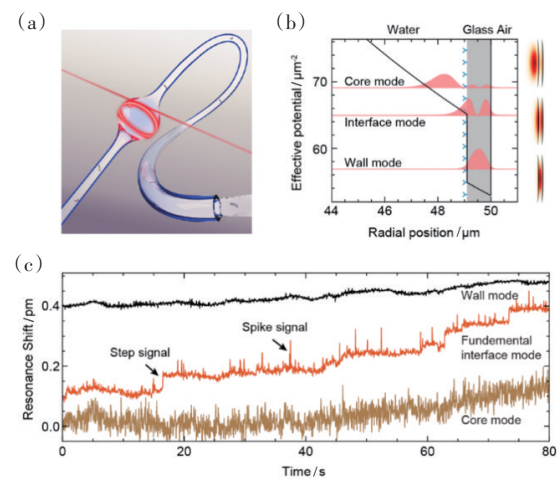 (a)
(b)
Water Glass Air
Effective potential/μm⁻²
70
60
Core mode
Interface mode
Wall mode
44 46 48 50
Radial position/μm
(c)
Resonance Shift/pm
0.4
0.2
0.0
Wall mode
Spike signal
Step signal
Fundemental
interface mode
Core mode
0 20 40 60 80
Time/s